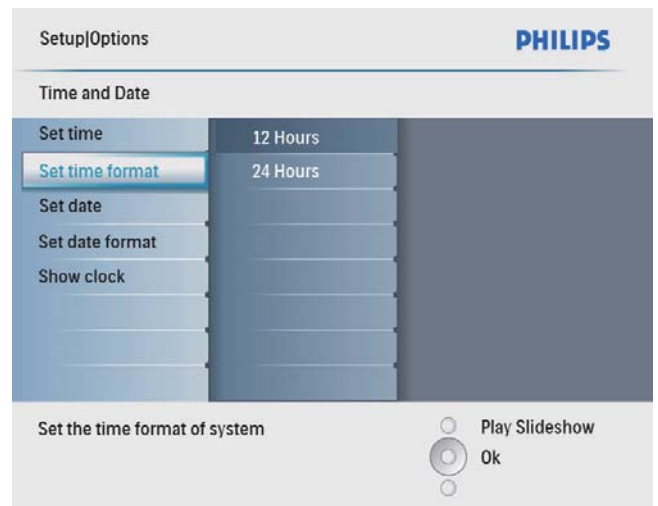 Setup|Options
PHILIPS
Time and Date
Set time
12 Hours
Set time format
24 Hours
Set date
Set date format
Show clock
Set the time format of system
Play Slideshow
Ok